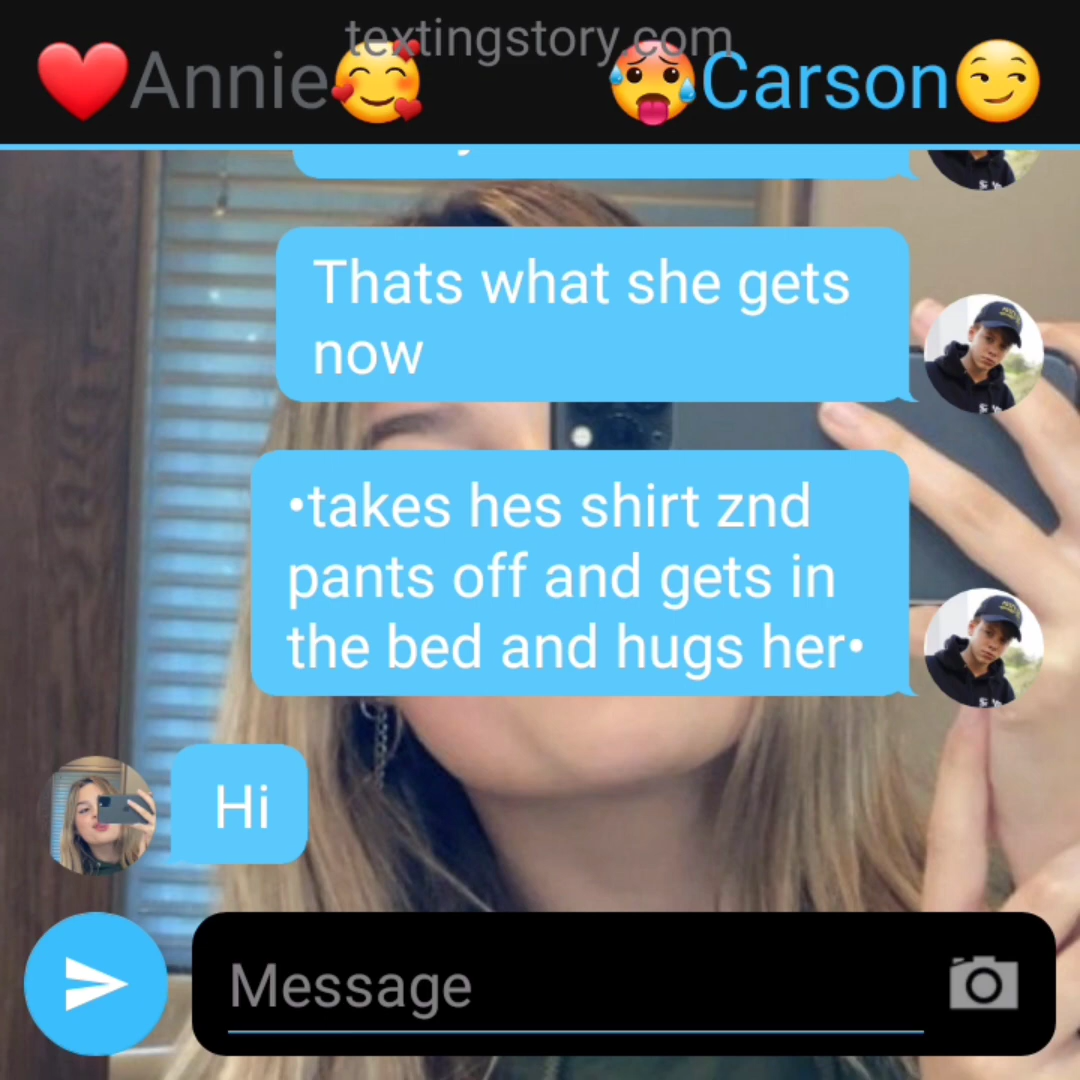 textingstory.com
❤️Annie🥰 🥵Carson😏
Thats what she gets
now
•takes hes shirt znd
pants off and gets in
the bed and hugs her•
Hi
Message